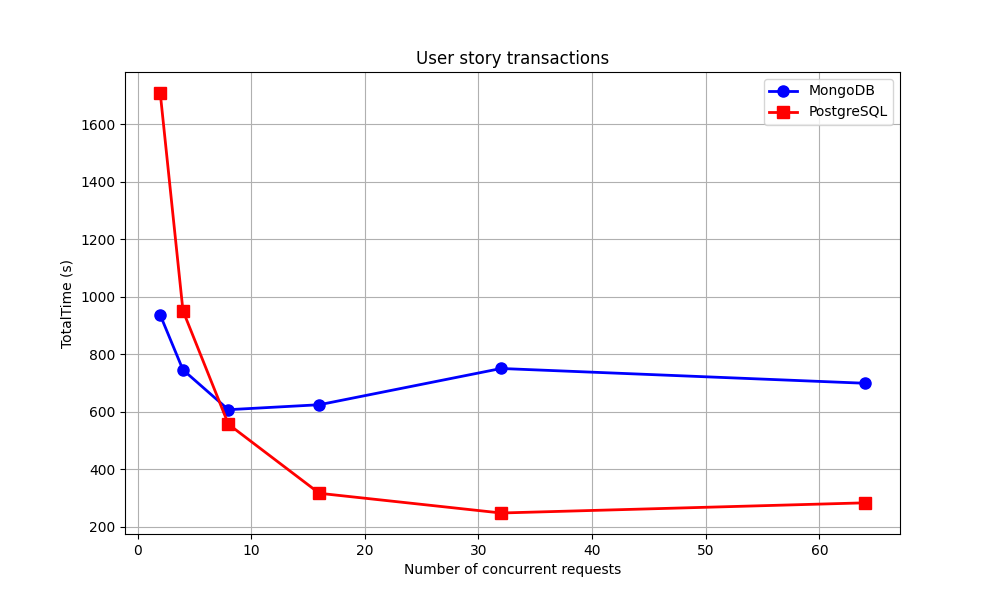 User story transactions
MongoDB
PostgreSQL
1600
1400
1200
1000
800
600
400
200
TotalTime (s)
0 10 20 30 40 50 60
Number of concurrent requests